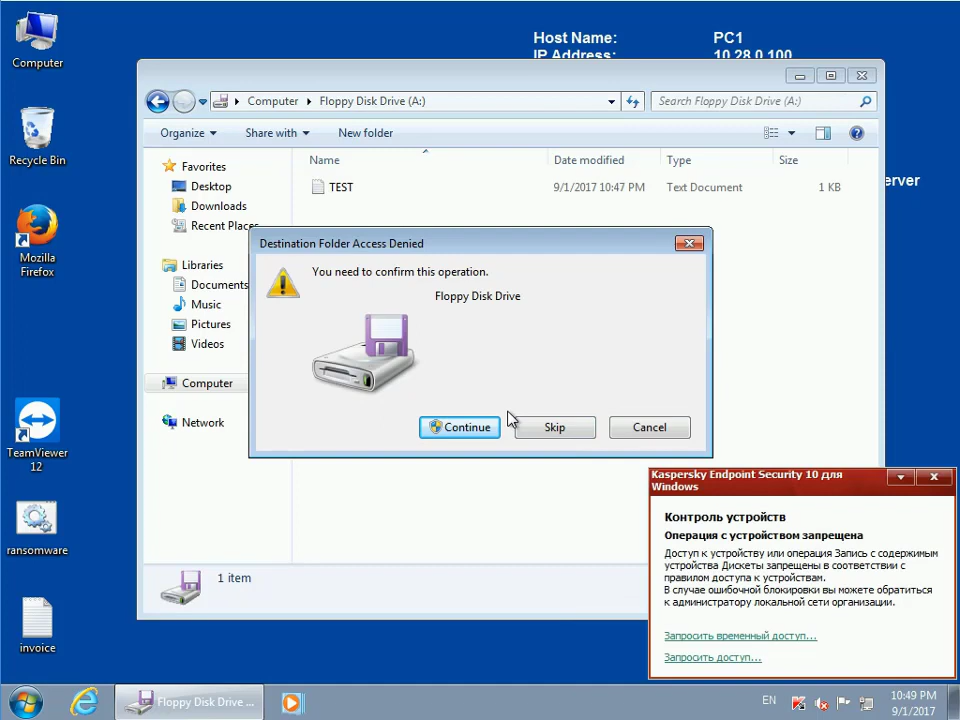 Computer
Recycle Bin
Mozilla
Firefox
TeamViewer
12
ransomware
invoice
Host Name: PC1
IP Address: 10.28.0.100
erver
Computer Floppy Disk Drive (A:)
Search Floppy Disk Drive (A:)
Organize Share with New folder
Name Date modified Type Size
TEST 9/1/2017 10:47 PM Text Document 1 KB
Favorites
Desktop
Downloads
Recent Places
Libraries
Documents
Music
Pictures
Videos
Computer
Network
1 item
Destination Folder Access Denied
You need to confirm this operation.
Floppy Disk Drive
Continue Skip Cancel
Kaspersky Endpoint Security 10 для
Windows
Контроль устройств
Операция с устройством запрещена
Доступ к устройству или операция Запись с содержимым
устройства Дискеты запрещены в соответствии с
правилом доступа к устройствам.
В случае ошибочной блокировки вы можете обратиться
к администратору локальной сети организации.
Запросить временный доступ...
Запросить доступ...
Floppy Disk Drive ...
EN
10:49 PM
9/1/2017